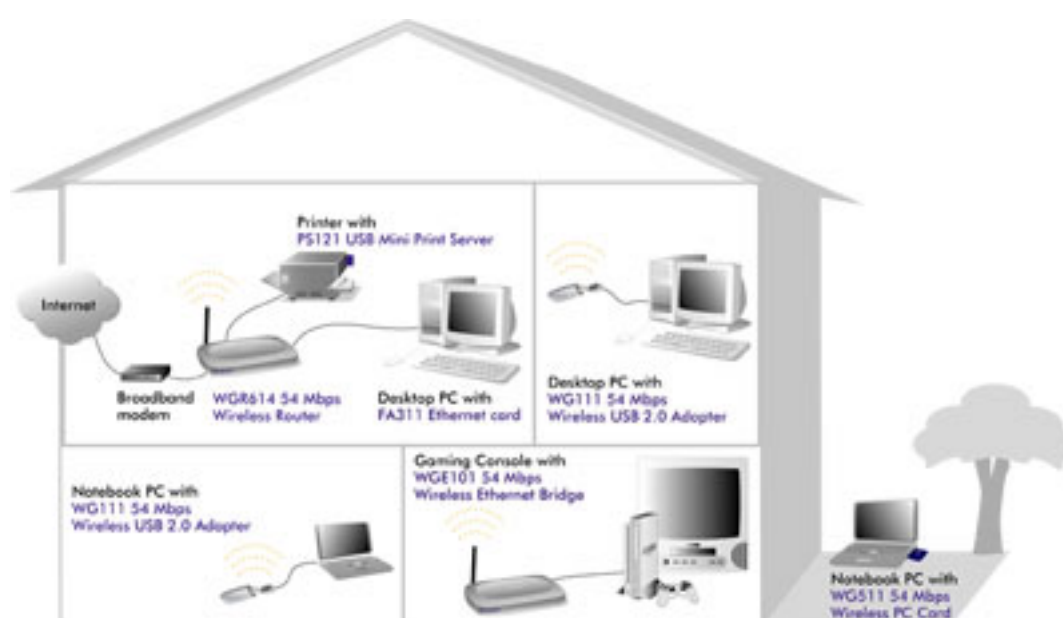 Printer with
PS121 USB Mini Print Server
Internet
Broadband
modem
WGR614 54 Mbps
Wireless Router
Desktop PC with
FA311 Ethernet card
Desktop PC with
WG111 54 Mbps
Wireless USB 2.0 Adapter
Notebook PC with
WG111 54 Mbps
Wireless USB 2.0 Adapter
Gaming Console with
WGE101 54 Mbps
Wireless Ethernet Bridge
Notebook PC with
WG511 54 Mbps
Wireless PC Card